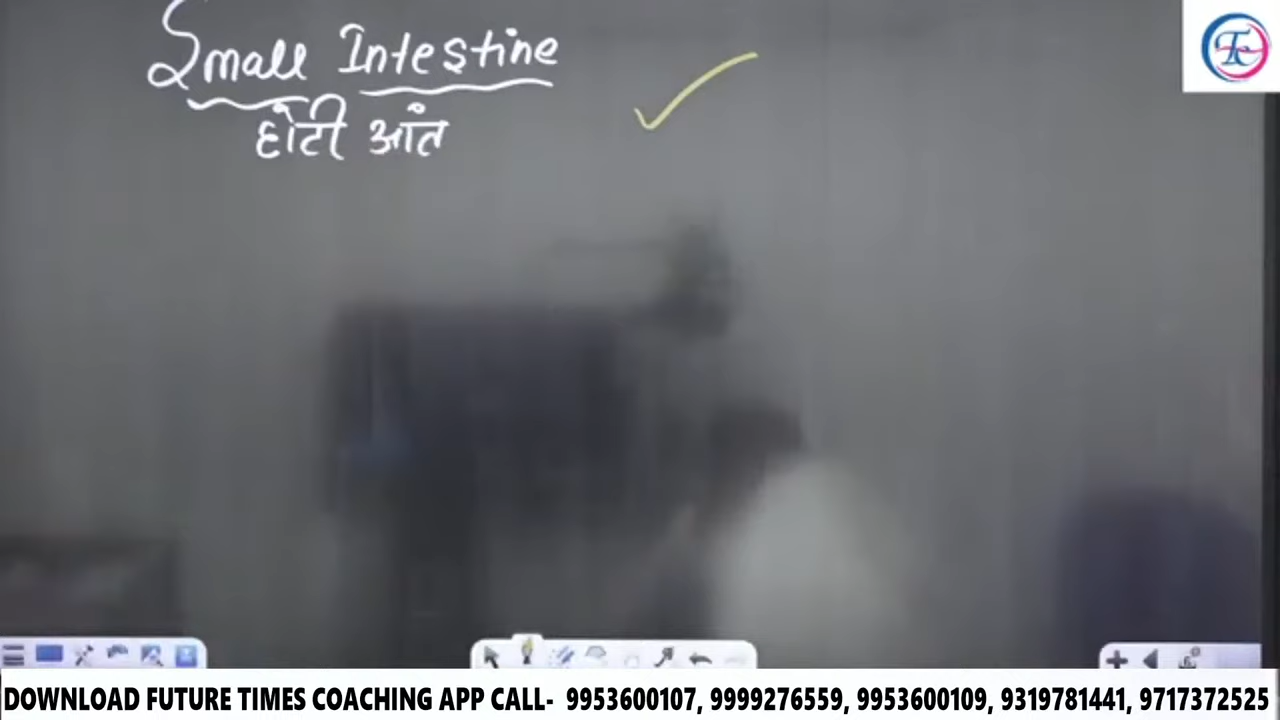 Small Intestine
छोटी आंत
DOWNLOAD FUTURE TIMES COACHING APP CALL- 9953600107, 9999276559, 9953600109, 9319781441, 9717372525